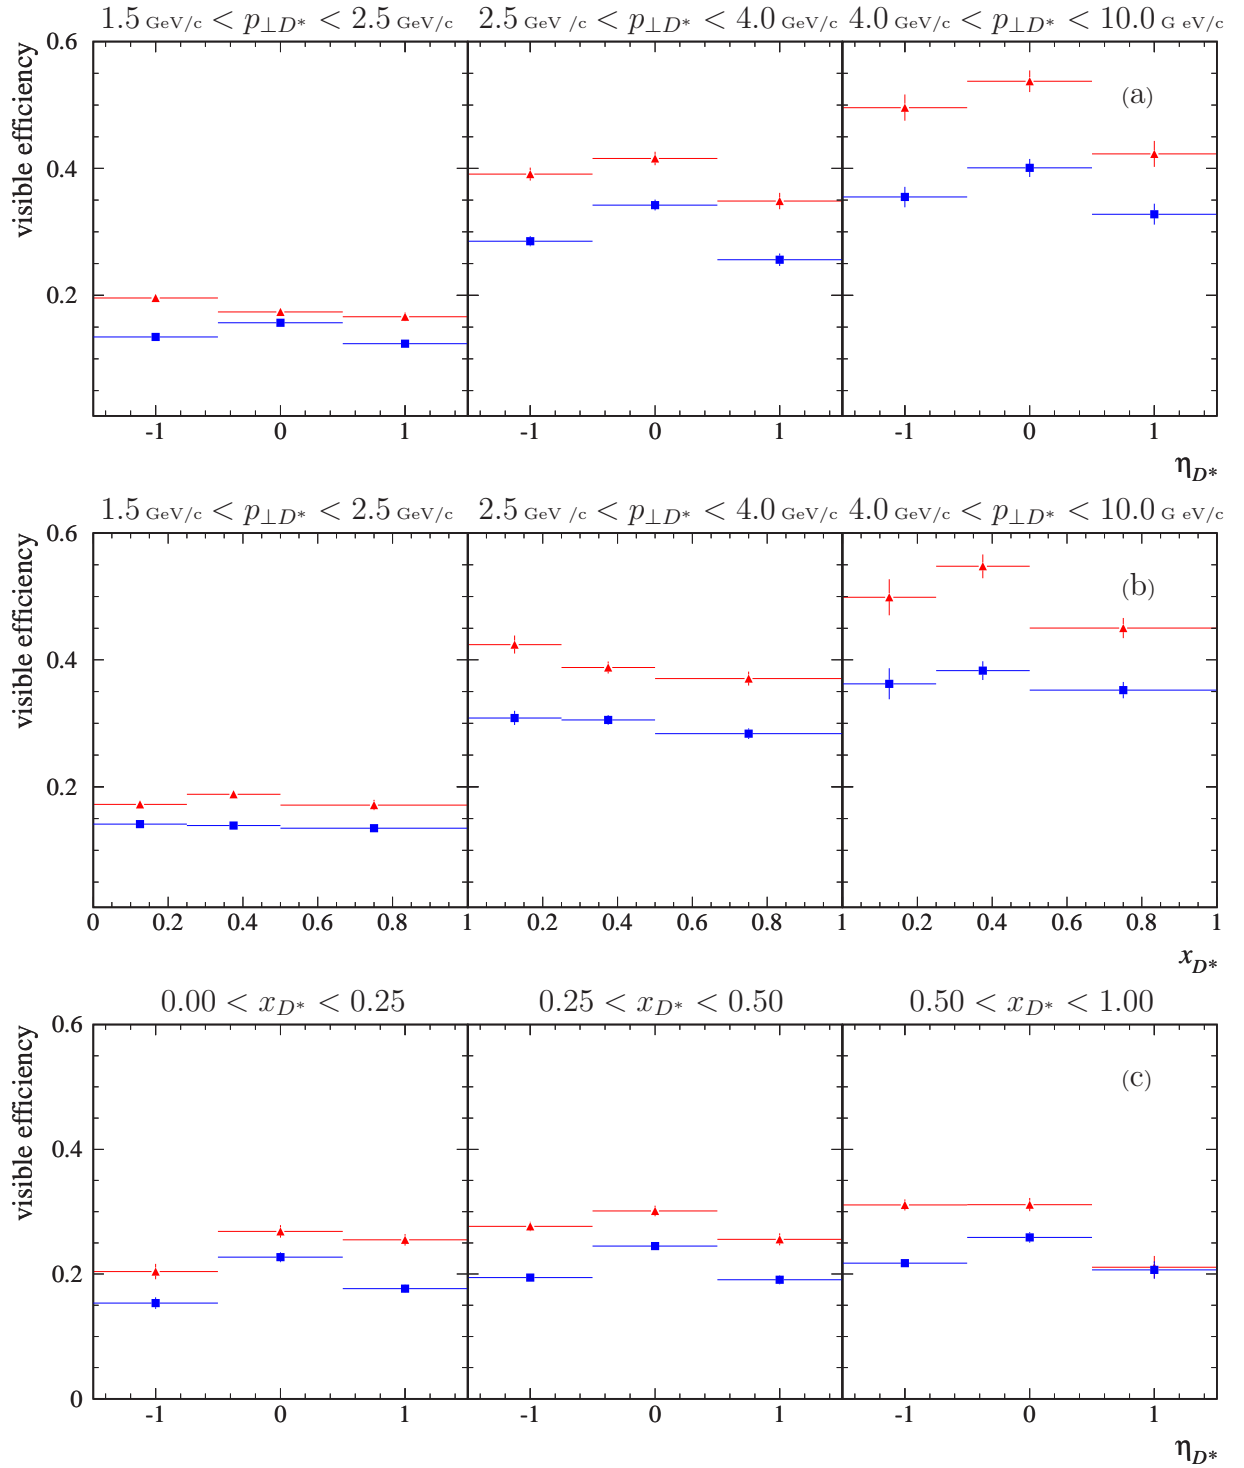 1.5 GeV/c < p⊥D* < 2.5 GeV/c 2.5 GeV /c < p⊥D* < 4.0 GeV/c 4.0 GeV/c < p⊥D* < 10.0 G eV/c
0.6
(a)
visible efficiency
0.4
0.2
-1 0 1 -1 0 1 -1 0 1
ηD*
1.5 GeV/c < p⊥D* < 2.5 GeV/c 2.5 GeV /c < p⊥D* < 4.0 GeV/c 4.0 GeV/c < p⊥D* < 10.0 G eV/c
0.6
(b)
visible efficiency
0.4
0.2
0 0.2 0.4 0.6 0.8 1 0.2 0.4 0.6 0.8 1 0.2 0.4 0.6 0.8 1
xD*
0.00 < xD* < 0.25 0.25 < xD* < 0.50 0.50 < xD* < 1.00
0.6
(c)
visible efficiency
0.4
0.2
0
-1 0 1 -1 0 1 -1 0 1
ηD*